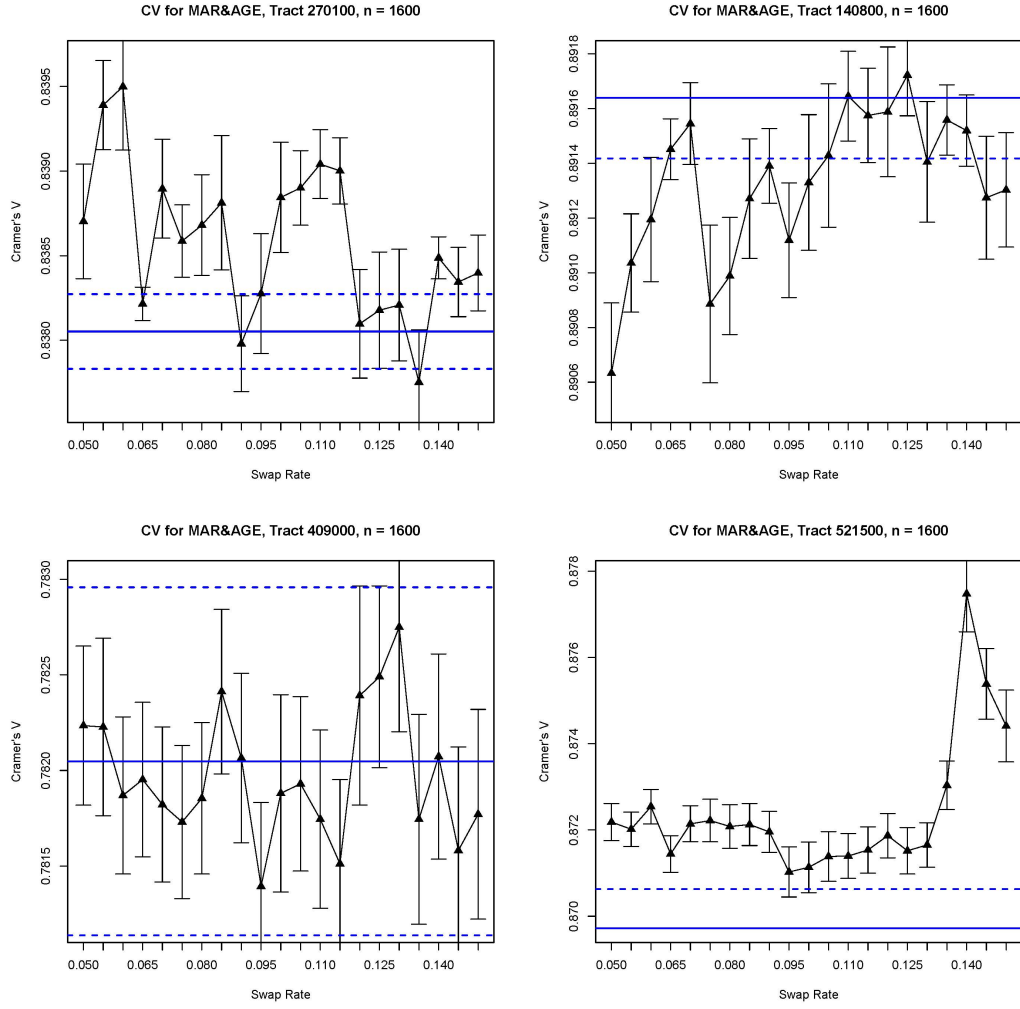 CV for MAR&AGE, Tract 270100, n = 1600
Cramer's V
0.8380 0.8385 0.8390 0.8395
0.050 0.065 0.080 0.095 0.110 0.125 0.140
Swap Rate
CV for MAR&AGE, Tract 140800, n = 1600
Cramer's V
0.8906 0.8908 0.8910 0.8912 0.8914 0.8916 0.8918
0.050 0.065 0.080 0.095 0.110 0.125 0.140
Swap Rate
CV for MAR&AGE, Tract 409000, n = 1600
Cramer's V
0.7815 0.7820 0.7825 0.7830
0.050 0.065 0.080 0.095 0.110 0.125 0.140
Swap Rate
CV for MAR&AGE, Tract 521500, n = 1600
Cramer's V
0.870 0.872 0.874 0.876 0.878
0.050 0.065 0.080 0.095 0.110 0.125 0.140
Swap Rate